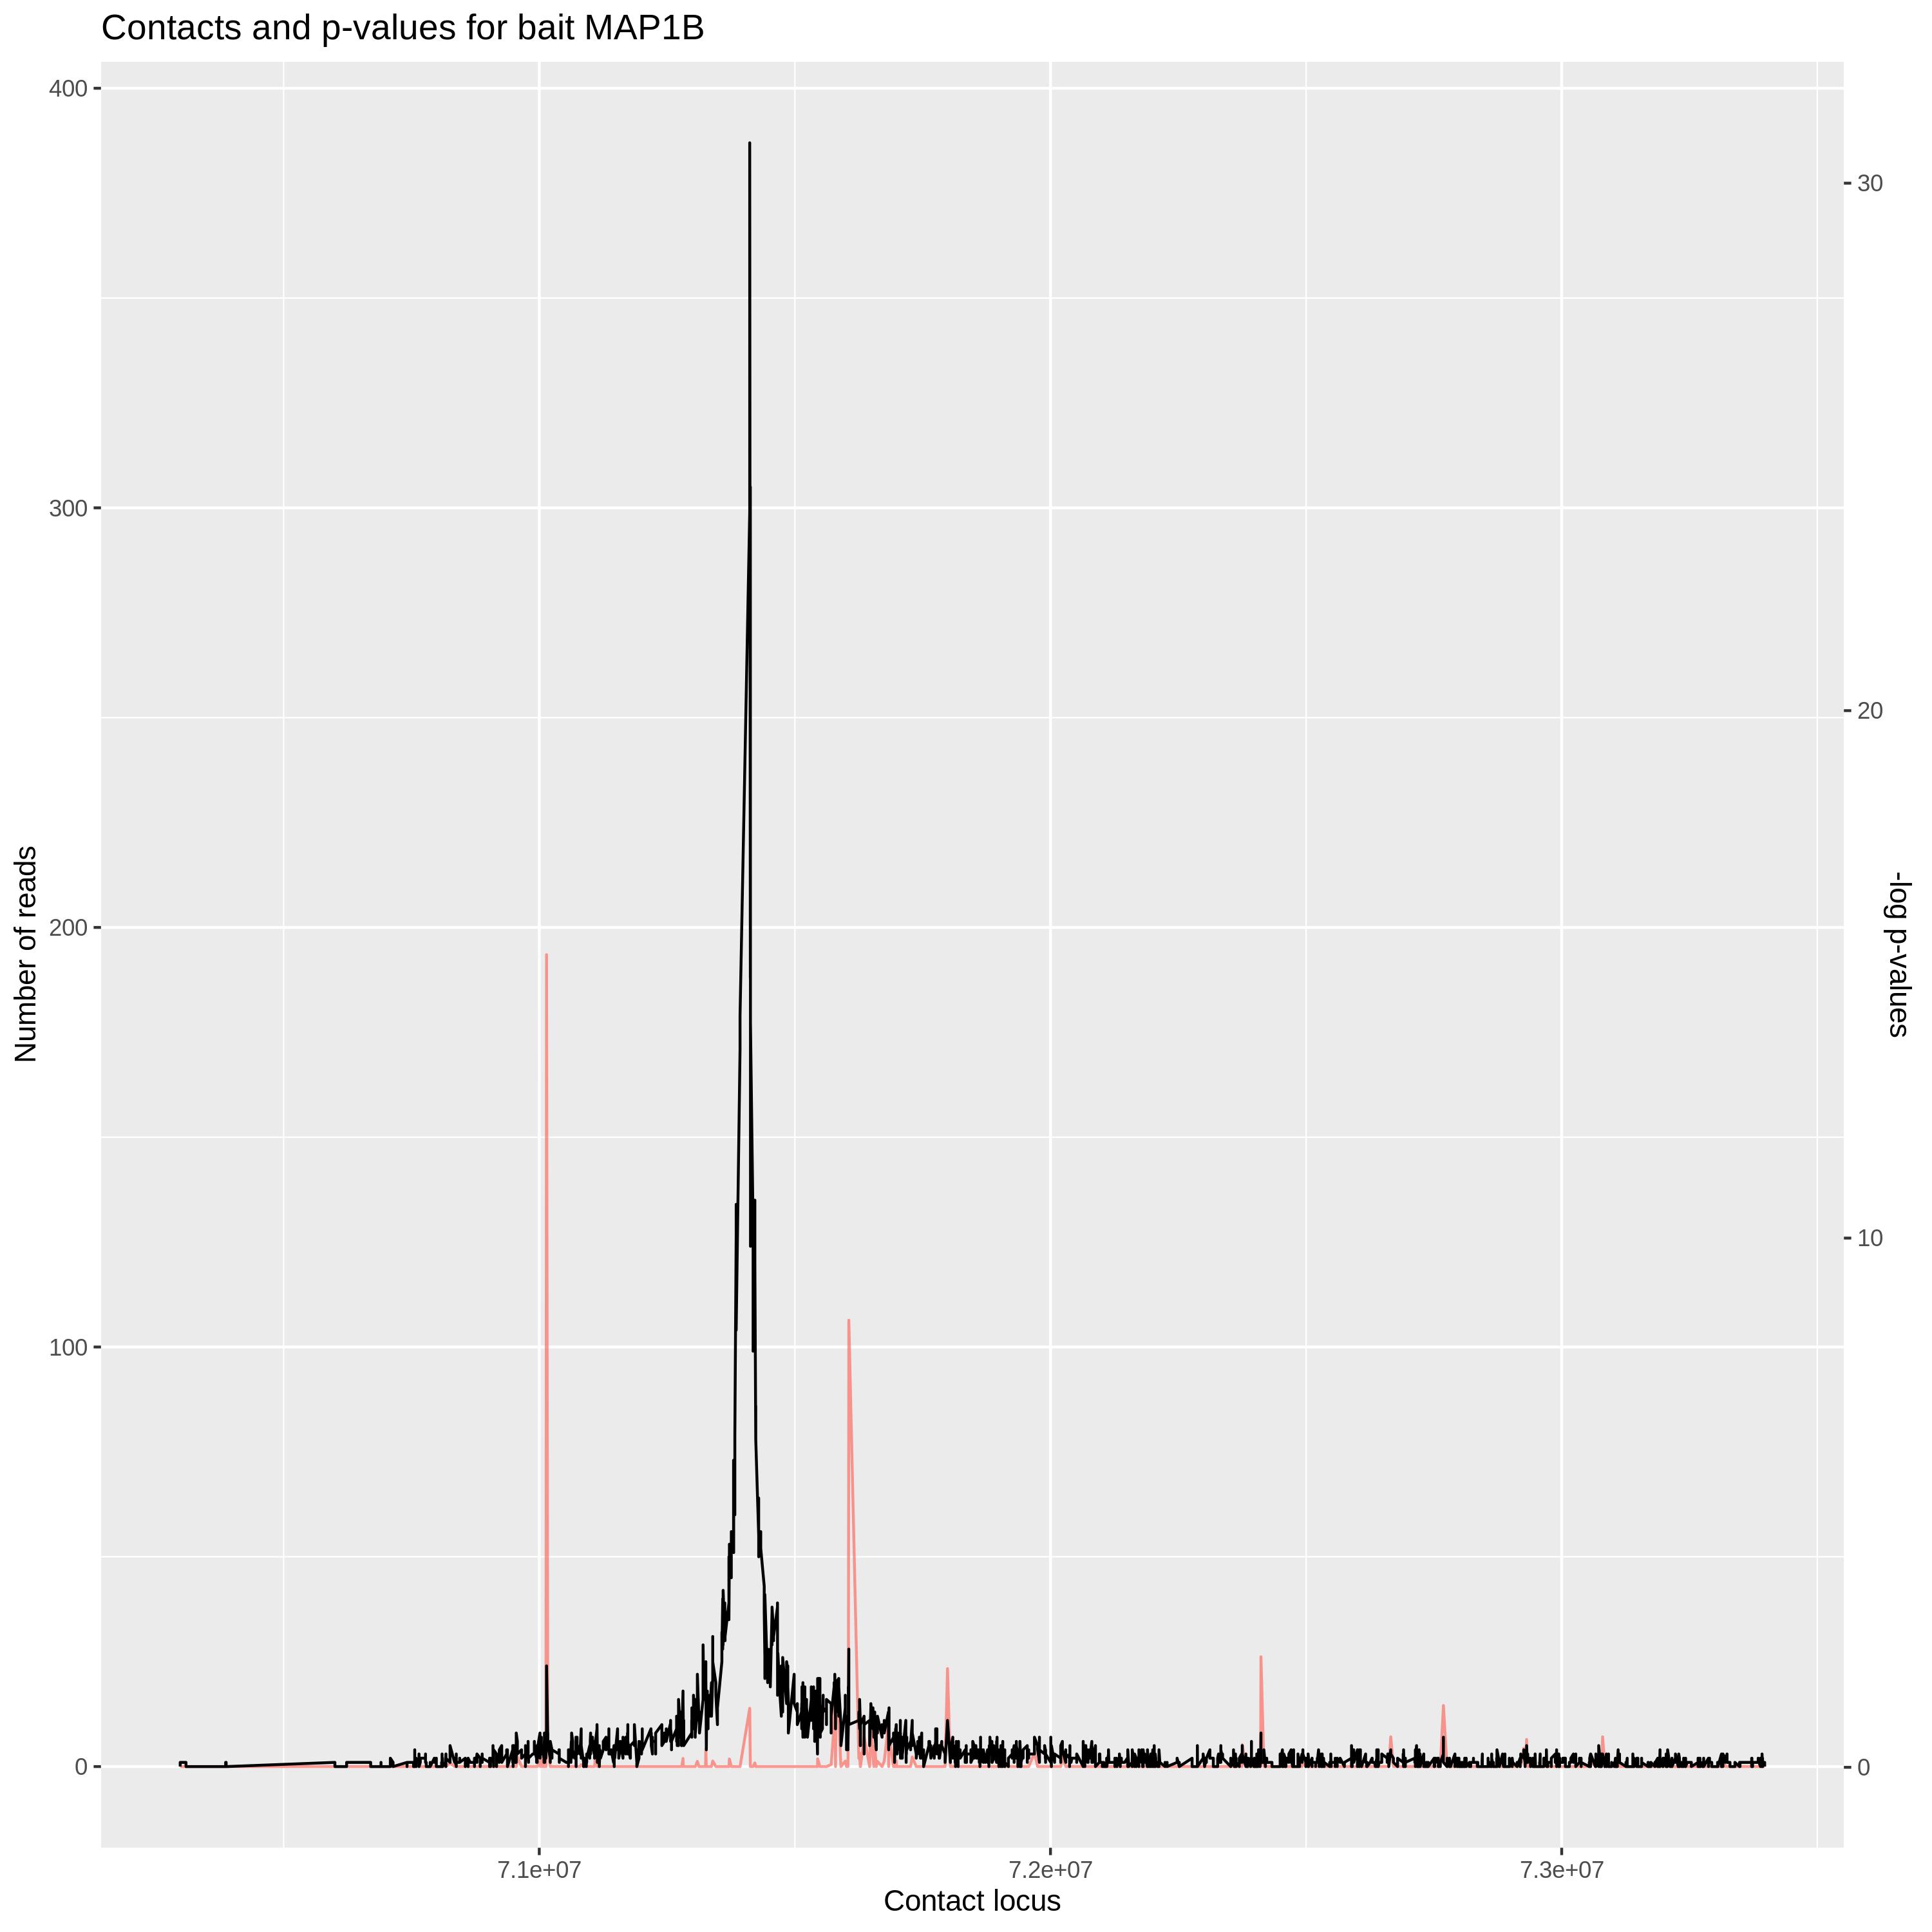 Contacts and p-values for bait MAP1B
400
300
200
100
0
30
20
10
0
Number of reads
-log p-values
7.1e+07
7.2e+07
7.3e+07
Contact locus